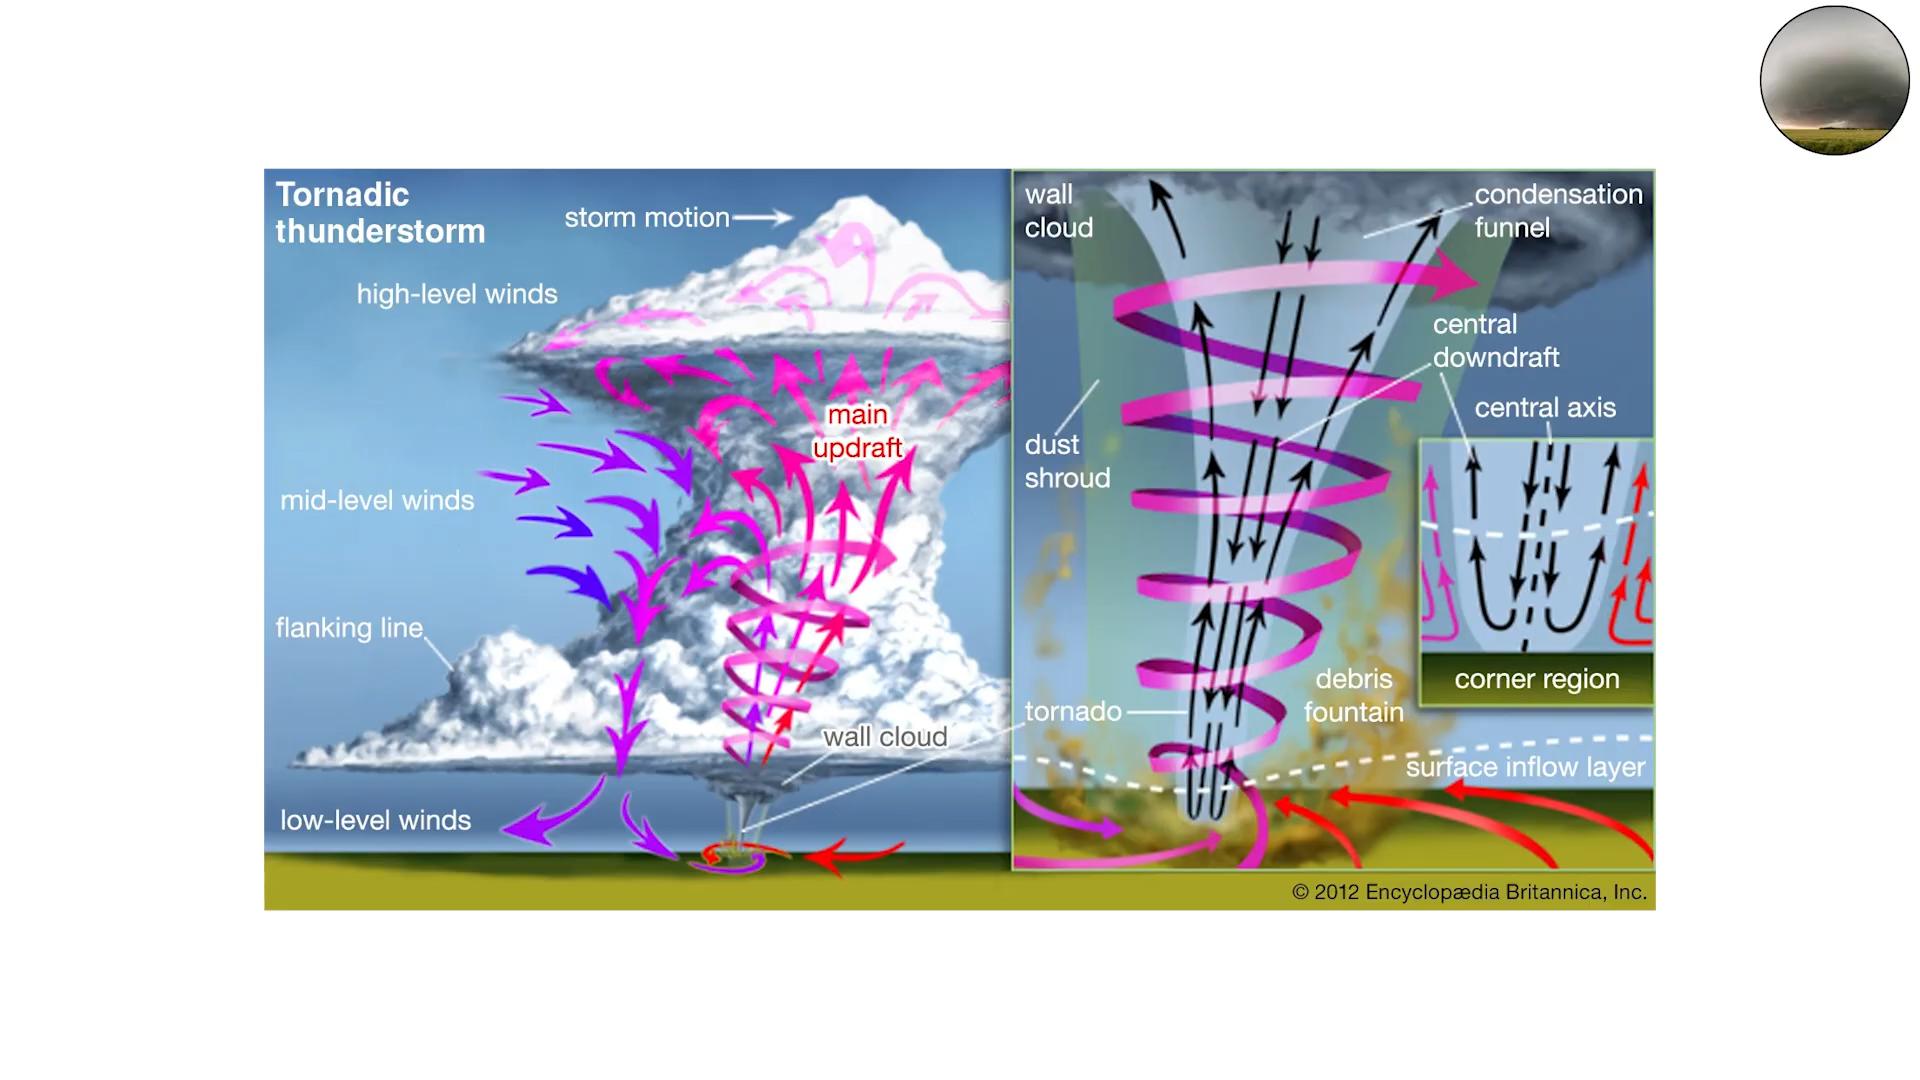 Tornadic
thunderstorm
storm motion
high-level winds
main
updraft
mid-level winds
flanking line
wall cloud
low-level winds
wall
cloud
condensation
funnel
central
downdraft
central axis
dust
shroud
corner region
debris
fountain
tornado
surface inflow layer
© 2012 Encyclopædia Britannica, Inc.